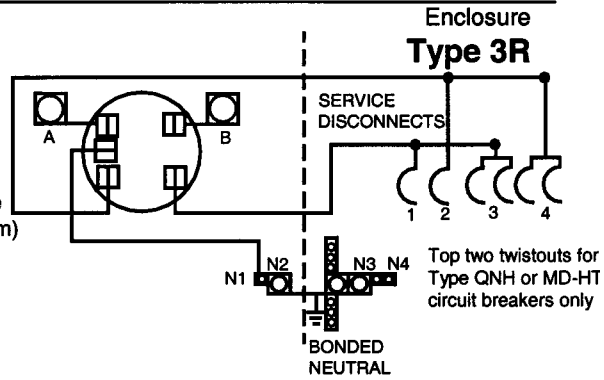 Enclosure
Type 3R
SERVICE
DISCONNECTS
A
B
m)
1 2 3 4
N1 N2 N3 N4
Top two twistouts for
Type QNH or MD-HT
circuit breakers only
BONDED
NEUTRAL